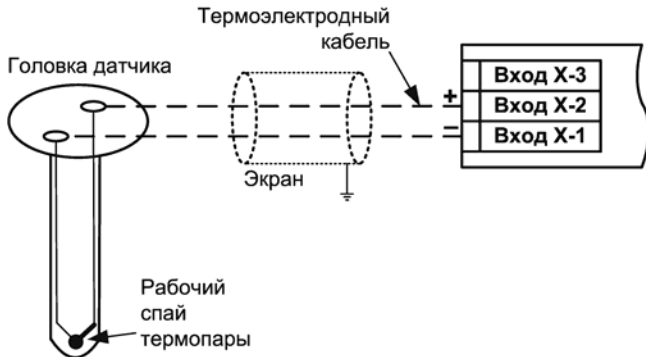 Термоэлектродный
кабель
Головка датчика
Вход Х-3
+
Вход Х-2
–
Вход Х-1
Экран
Рабочий
спай
термопары